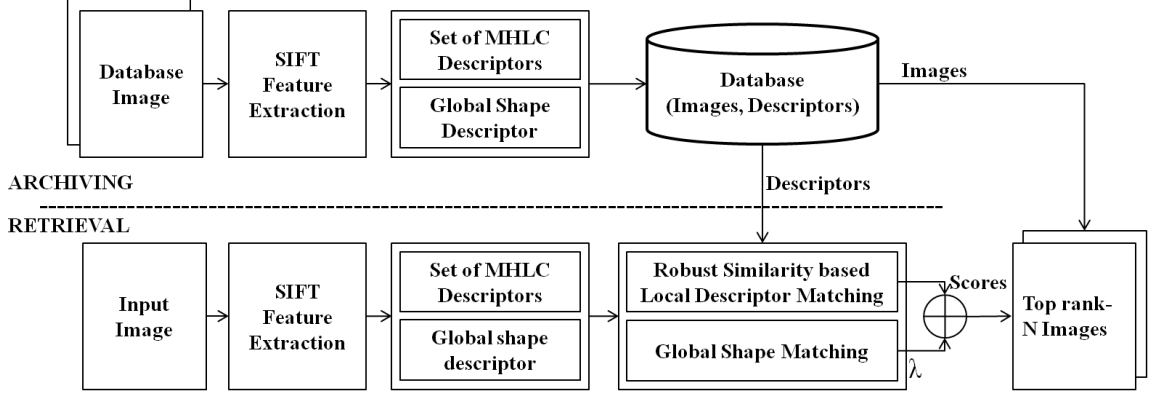 Database
Image
SIFT
Feature
Extraction
Set of MHLC
Descriptors
Global Shape
Descriptor
Database
(Images, Descriptors)
Images
ARCHIVING
Descriptors
RETRIEVAL
Input
Image
SIFT
Feature
Extraction
Set of MHLC
Descriptors
Global shape
descriptor
Robust Similarity based
Local Descriptor Matching
Global Shape Matching
λ
Scores
Top rank-
N Images